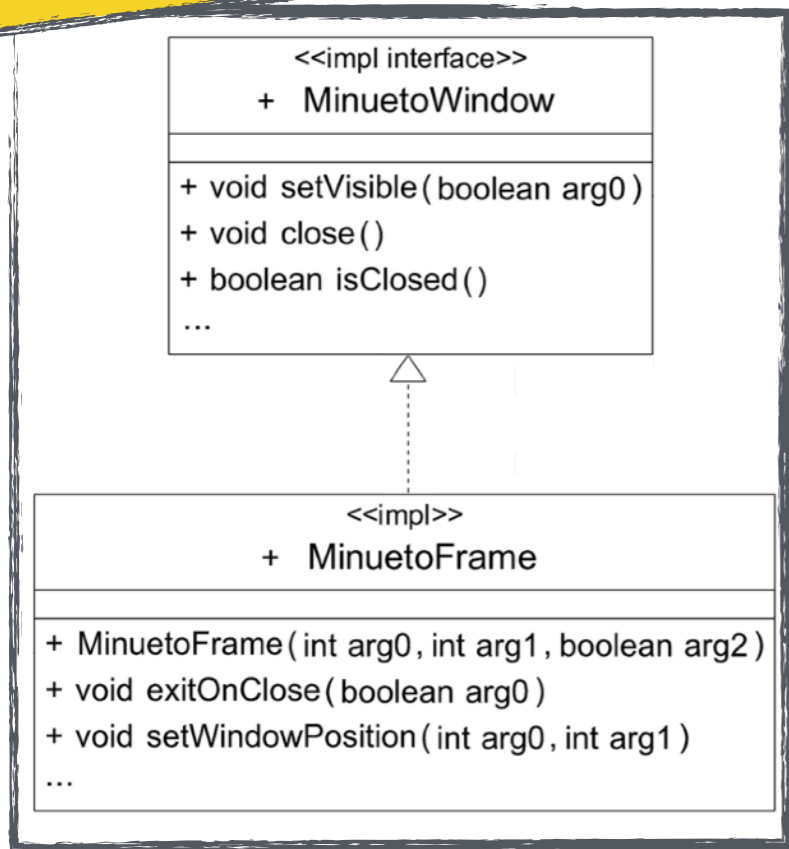 <<impl interface>>
+ MinuetoWindow
+ void setVisible(boolean arg0)
+ void close()
+ boolean isClosed()
...
<<impl>>
+ MinuetoFrame
+ MinuetoFrame(int arg0, int arg1, boolean arg2)
+ void exitOnClose(boolean arg0)
+ void setWindowPosition(int arg0, int arg1)
...